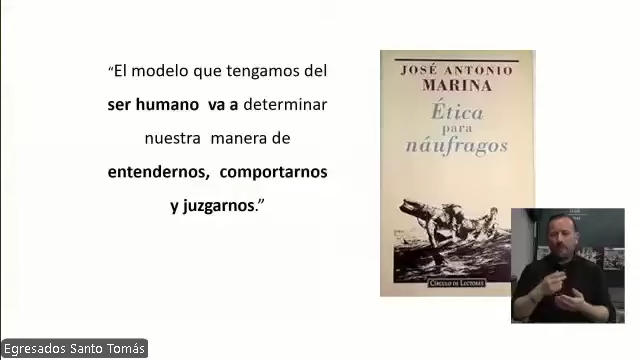 “El modelo que tengamos del
ser humano va a determinar
nuestra manera de
entendernos, comportarnos
y juzgarnos.”
JOSÉ ANTONIO
MARINA
Ética
para
náufragos
CÍRCULO DE LECTORES
Egresados Santo Tomás